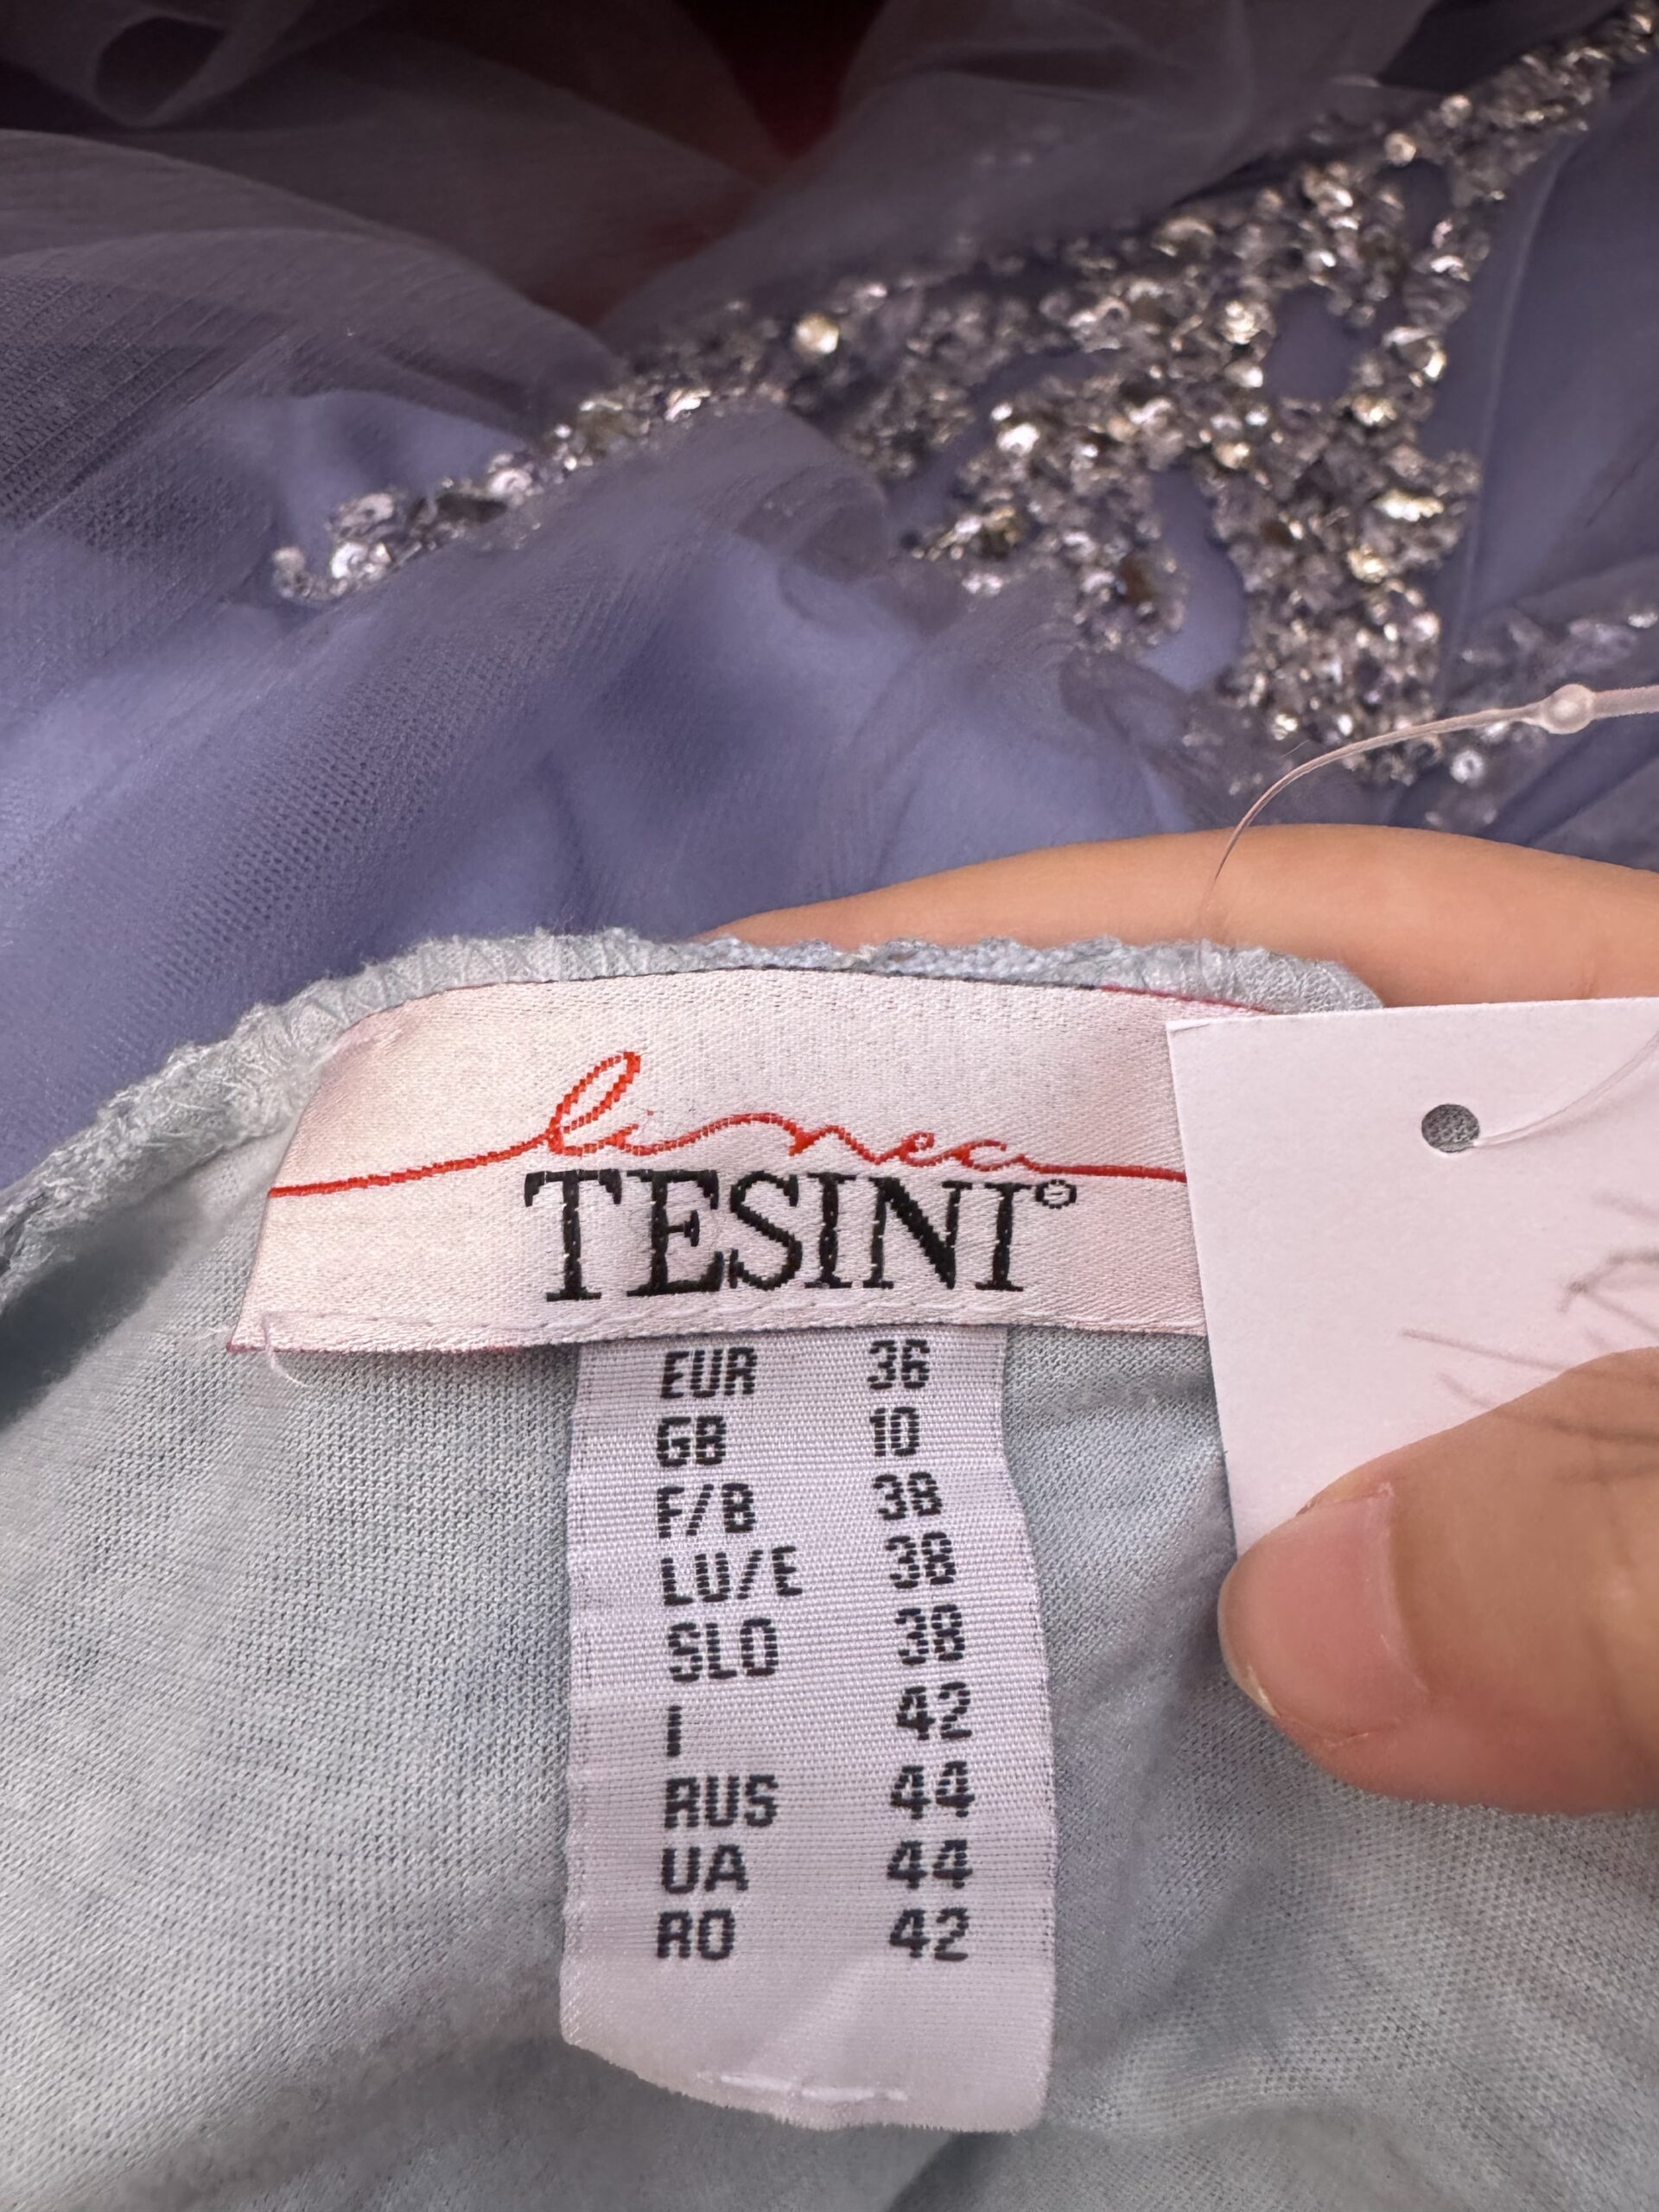 linea
TESINI®
EUR 36
GB 10
F/B 38
LU/E 38
SLO 38
I 42
RUS 44
UA 44
RO 42